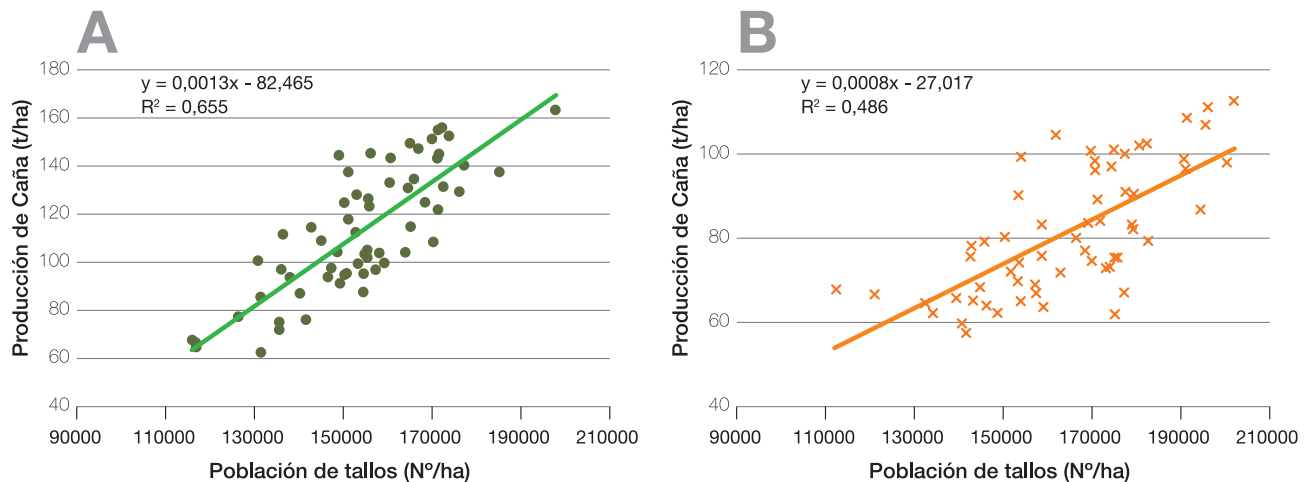 A
y = 0,0013x - 82,465
R² = 0,655
Producción de Caña (t/ha)
180
160
140
120
100
80
60
40
90000 110000 130000 150000 170000 190000 210000
Población de tallos (Nº/ha)
B
y = 0,0008x - 27,017
R² = 0,486
Producción de Caña (t/ha)
120
100
80
60
40
90000 110000 130000 150000 170000 190000 210000
Población de tallos (Nº/ha)